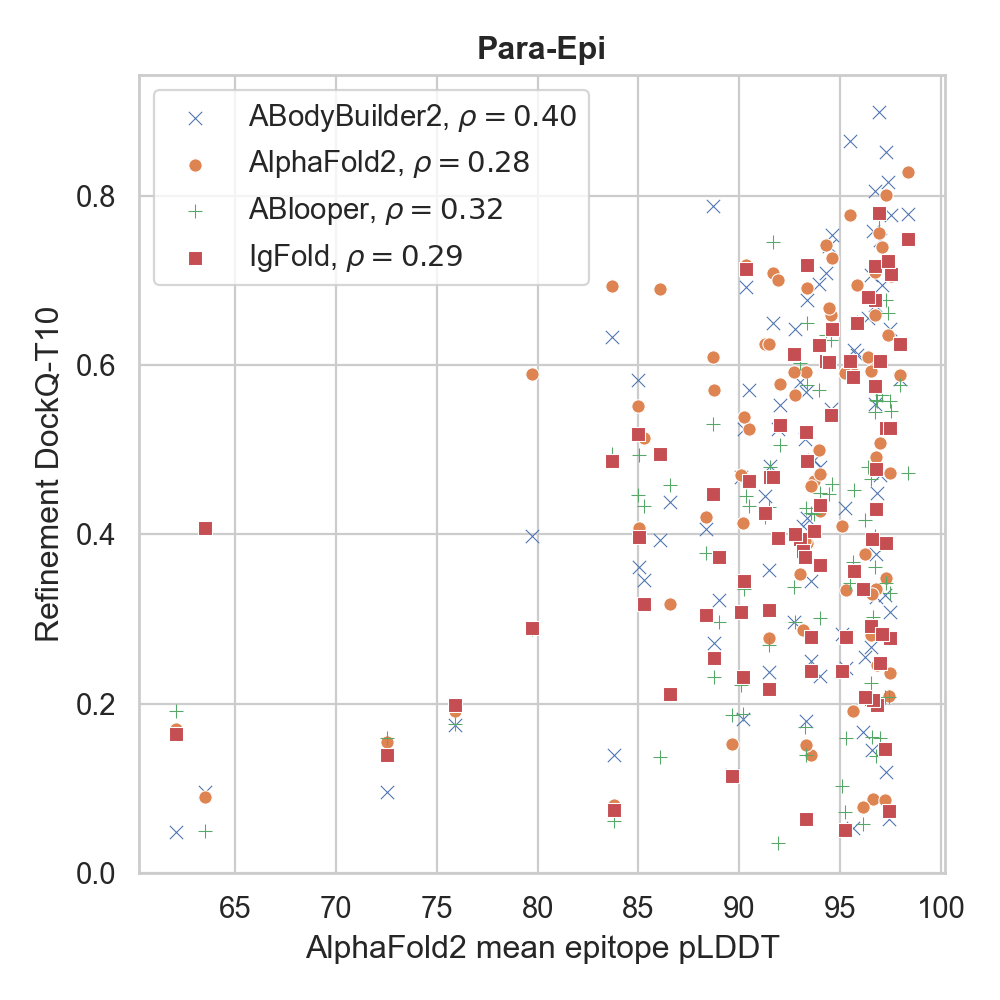 Para-Epi
ABodyBuilder2, ρ = 0.40
AlphaFold2, ρ = 0.28
ABlooper, ρ = 0.32
IgFold, ρ = 0.29
Refinement DockQ-T10
0.8
0.6
0.4
0.2
0.0
65 70 75 80 85 90 95 100
AlphaFold2 mean epitope pLDDT